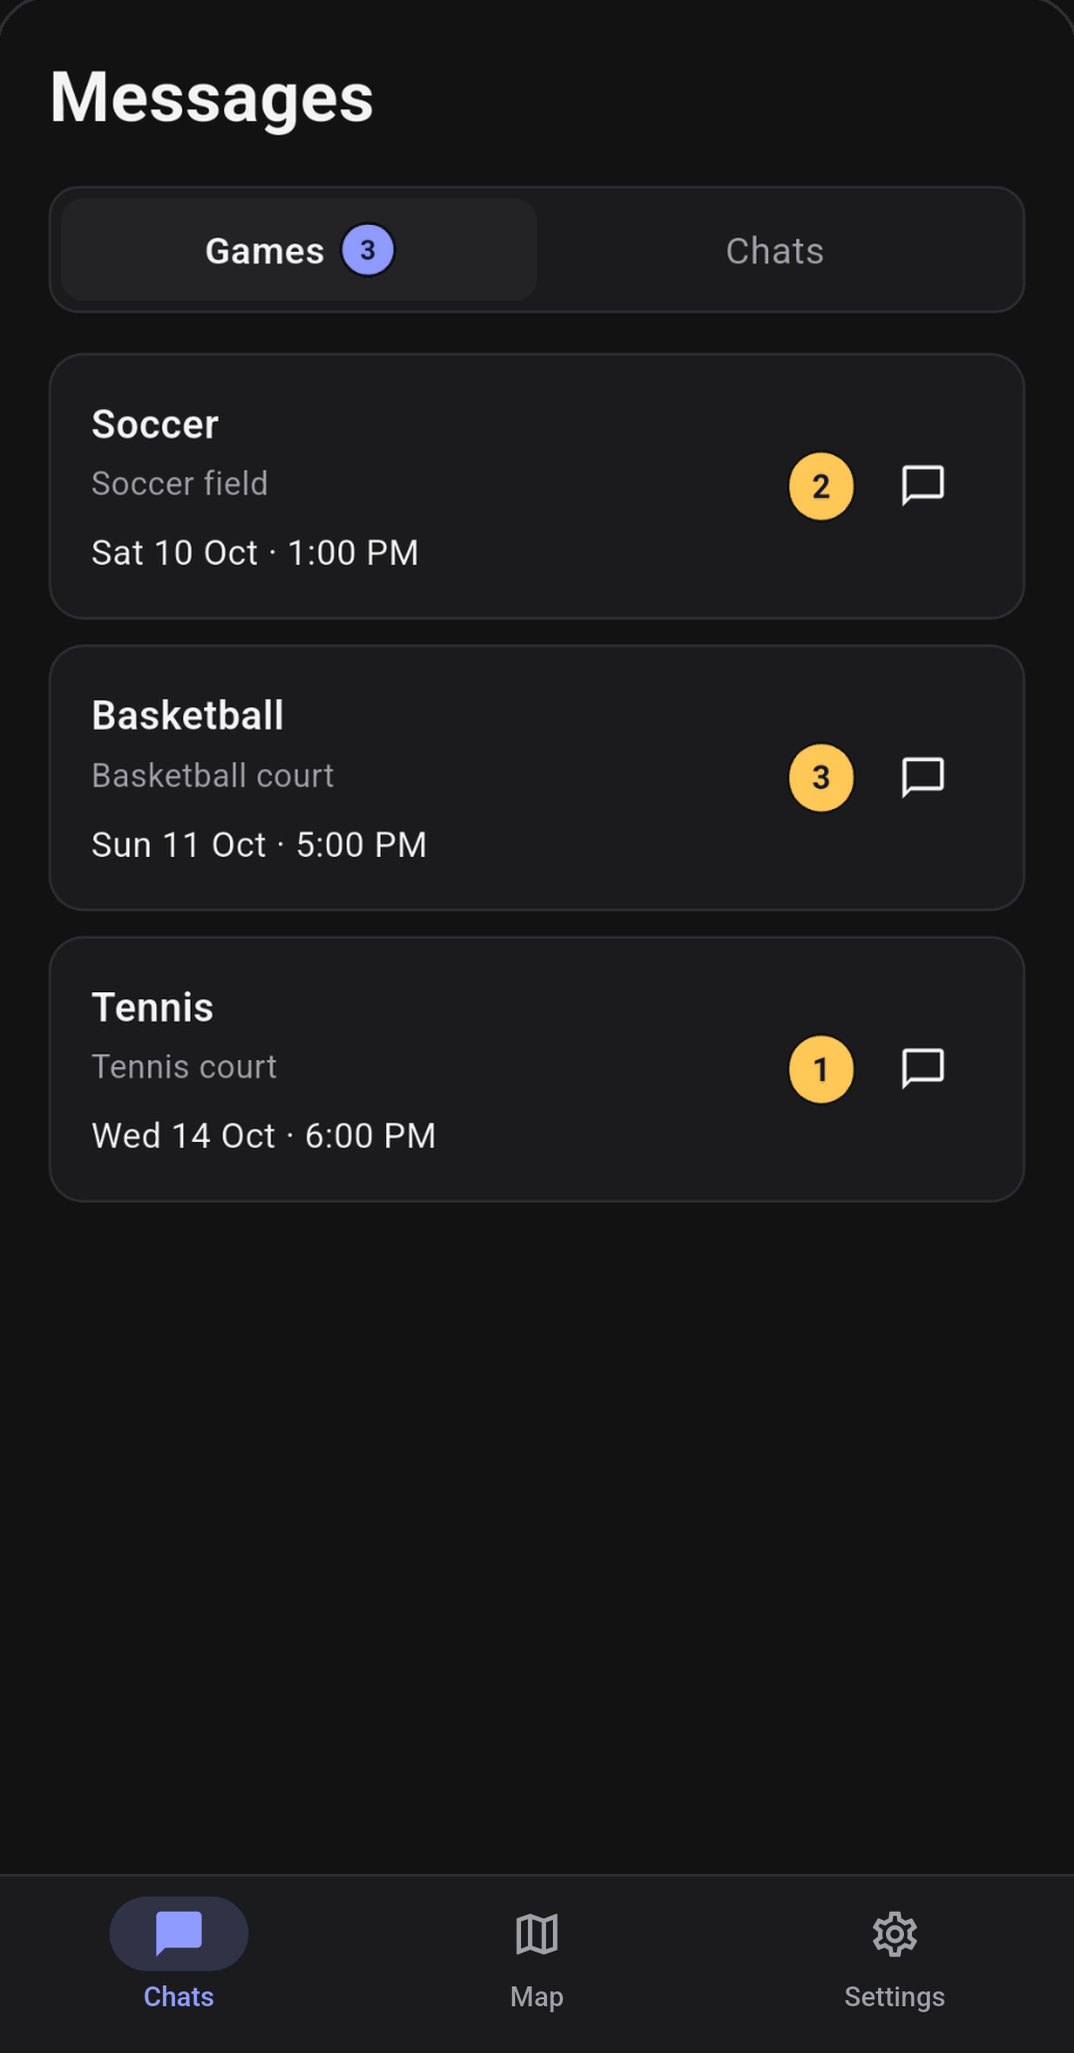 Messages
Games 3
Chats
Soccer
Soccer field
2
Sat 10 Oct · 1:00 PM
Basketball
Basketball court
3
Sun 11 Oct · 5:00 PM
Tennis
Tennis court
1
Wed 14 Oct · 6:00 PM
Chats
Map
Settings